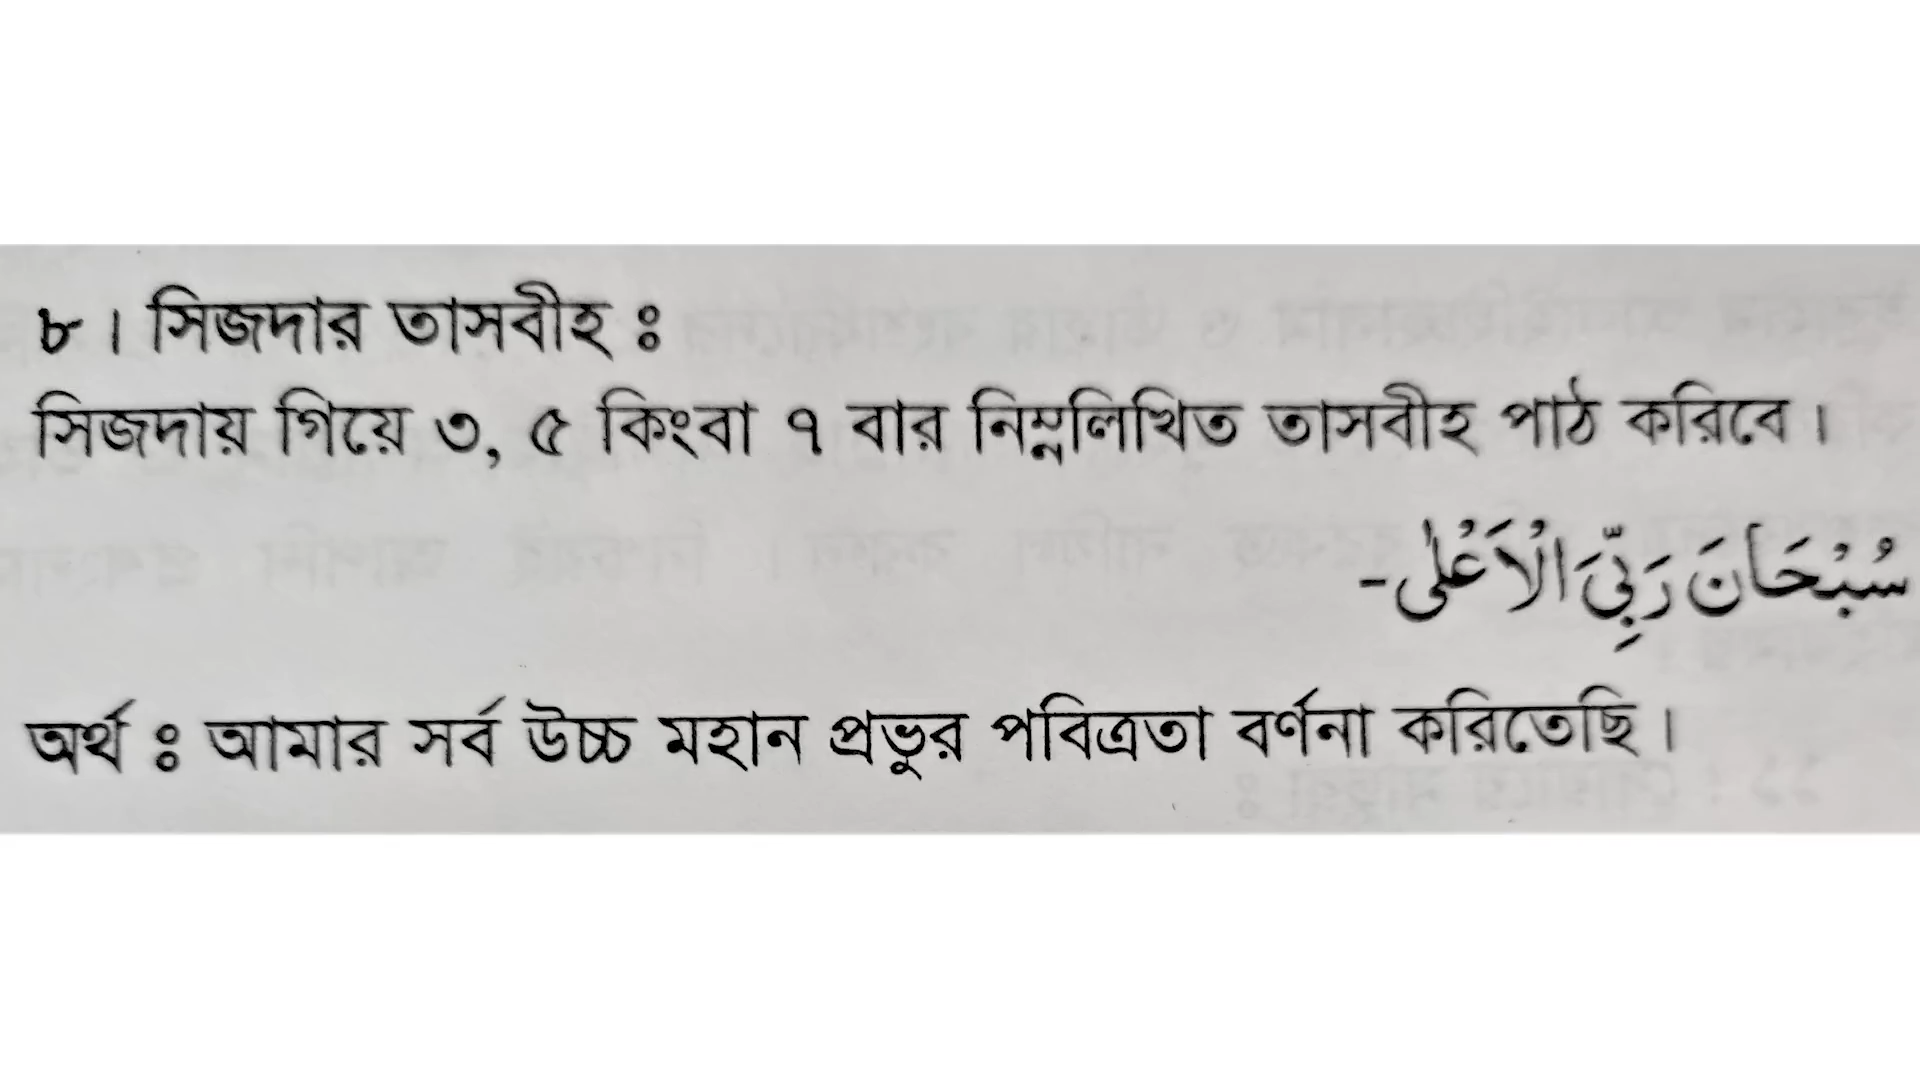 ৮। সিজদার তাসবীহ ঃ
সিজদায় গিয়ে ৩, ৫ কিংবা ৭ বার নিম্নলিখিত তাসবীহ পাঠ করিবে।
سُبْحَانَ رَبِّىَ الْاَعْلٰى-
অর্থ ঃ আমার সর্ব উচ্চ মহান প্রভুর পবিত্রতা বর্ণনা করিতেছি।